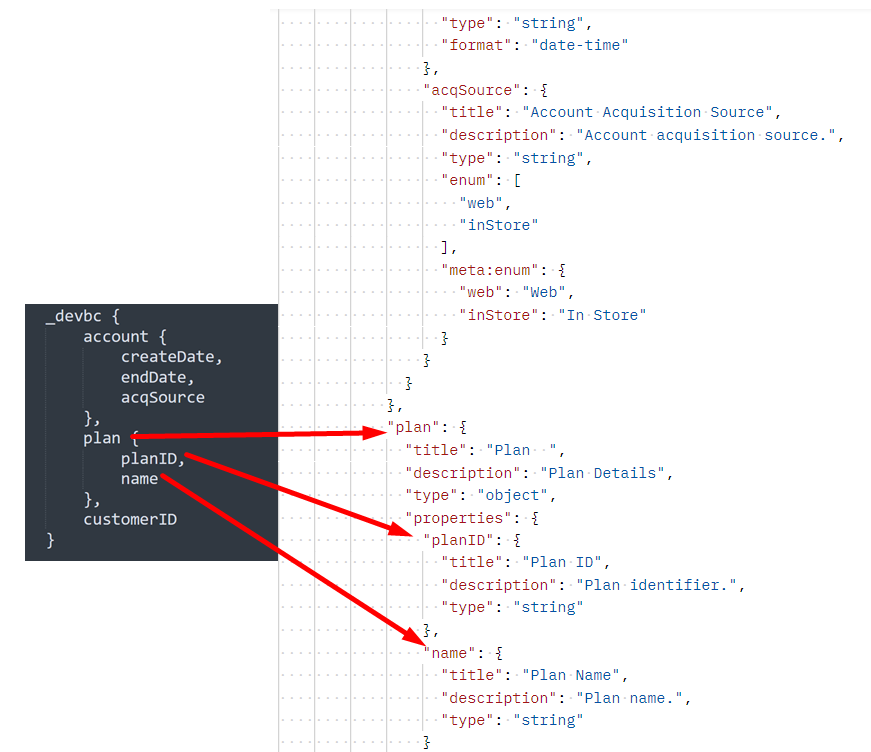 _devbc {
account {
createDate,
endDate,
acqSource
},
plan {
planID,
name
},
customerID
}
"type": "string",
"format": "date-time"
},
"acqSource": {
"title": "Account Acquisition Source",
"description": "Account acquisition source.",
"type": "string",
"enum": [
"web",
"inStore"
],
"meta:enum": {
"web": "Web",
"inStore": "In Store"
}
}
}
},
"plan": {
"title": "Plan  ",
"description": "Plan Details",
"type": "object",
"properties": {
"planID": {
"title": "Plan ID",
"description": "Plan identifier.",
"type": "string"
},
"name": {
"title": "Plan Name",
"description": "Plan name.",
"type": "string"
}